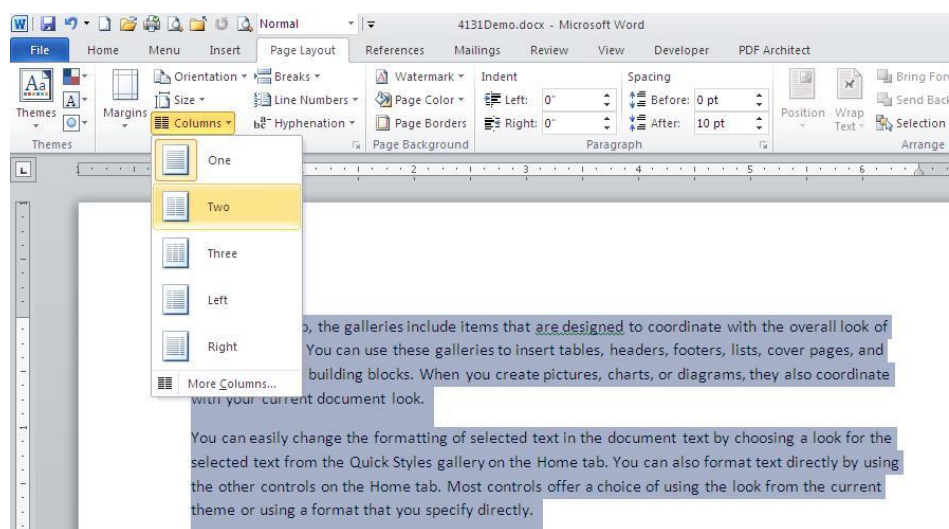 Normal
4131Demo.docx - Microsoft Word
File Home Menu Insert Page Layout References Mailings Review View Developer PDF Architect
Aa Themes
Margins
Orientation
Size
Columns
Breaks
Line Numbers
Hyphenation
Watermark
Page Color
Page Borders
Indent
Left: 0"
Right: 0"
Spacing
Before: 0 pt
After: 10 pt
Position
Wrap Text
Bring For
Send Back
Selection
Themes
Page Background
Paragraph
Arrange
1 2 3 4 5 6
One
Two
Three
Left
Right
More Columns...
, the galleries include items that are designed to coordinate with the overall look of
You can use these galleries to insert tables, headers, footers, lists, cover pages, and
building blocks. When you create pictures, charts, or diagrams, they also coordinate
with your current document look.
You can easily change the formatting of selected text in the document text by choosing a look for the
selected text from the Quick Styles gallery on the Home tab. You can also format text directly by using
the other controls on the Home tab. Most controls offer a choice of using the look from the current
theme or using a format that you specify directly.